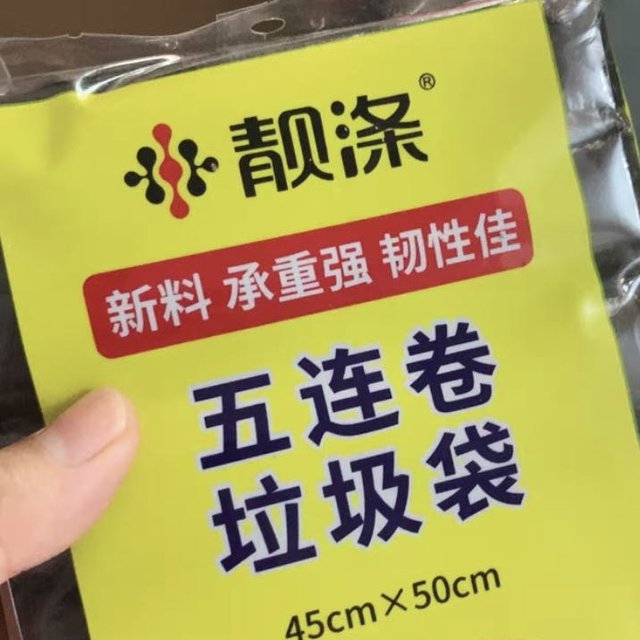 靓涤®
新料 承重强 韧性佳
五连卷
垃圾袋
45cm×50cm